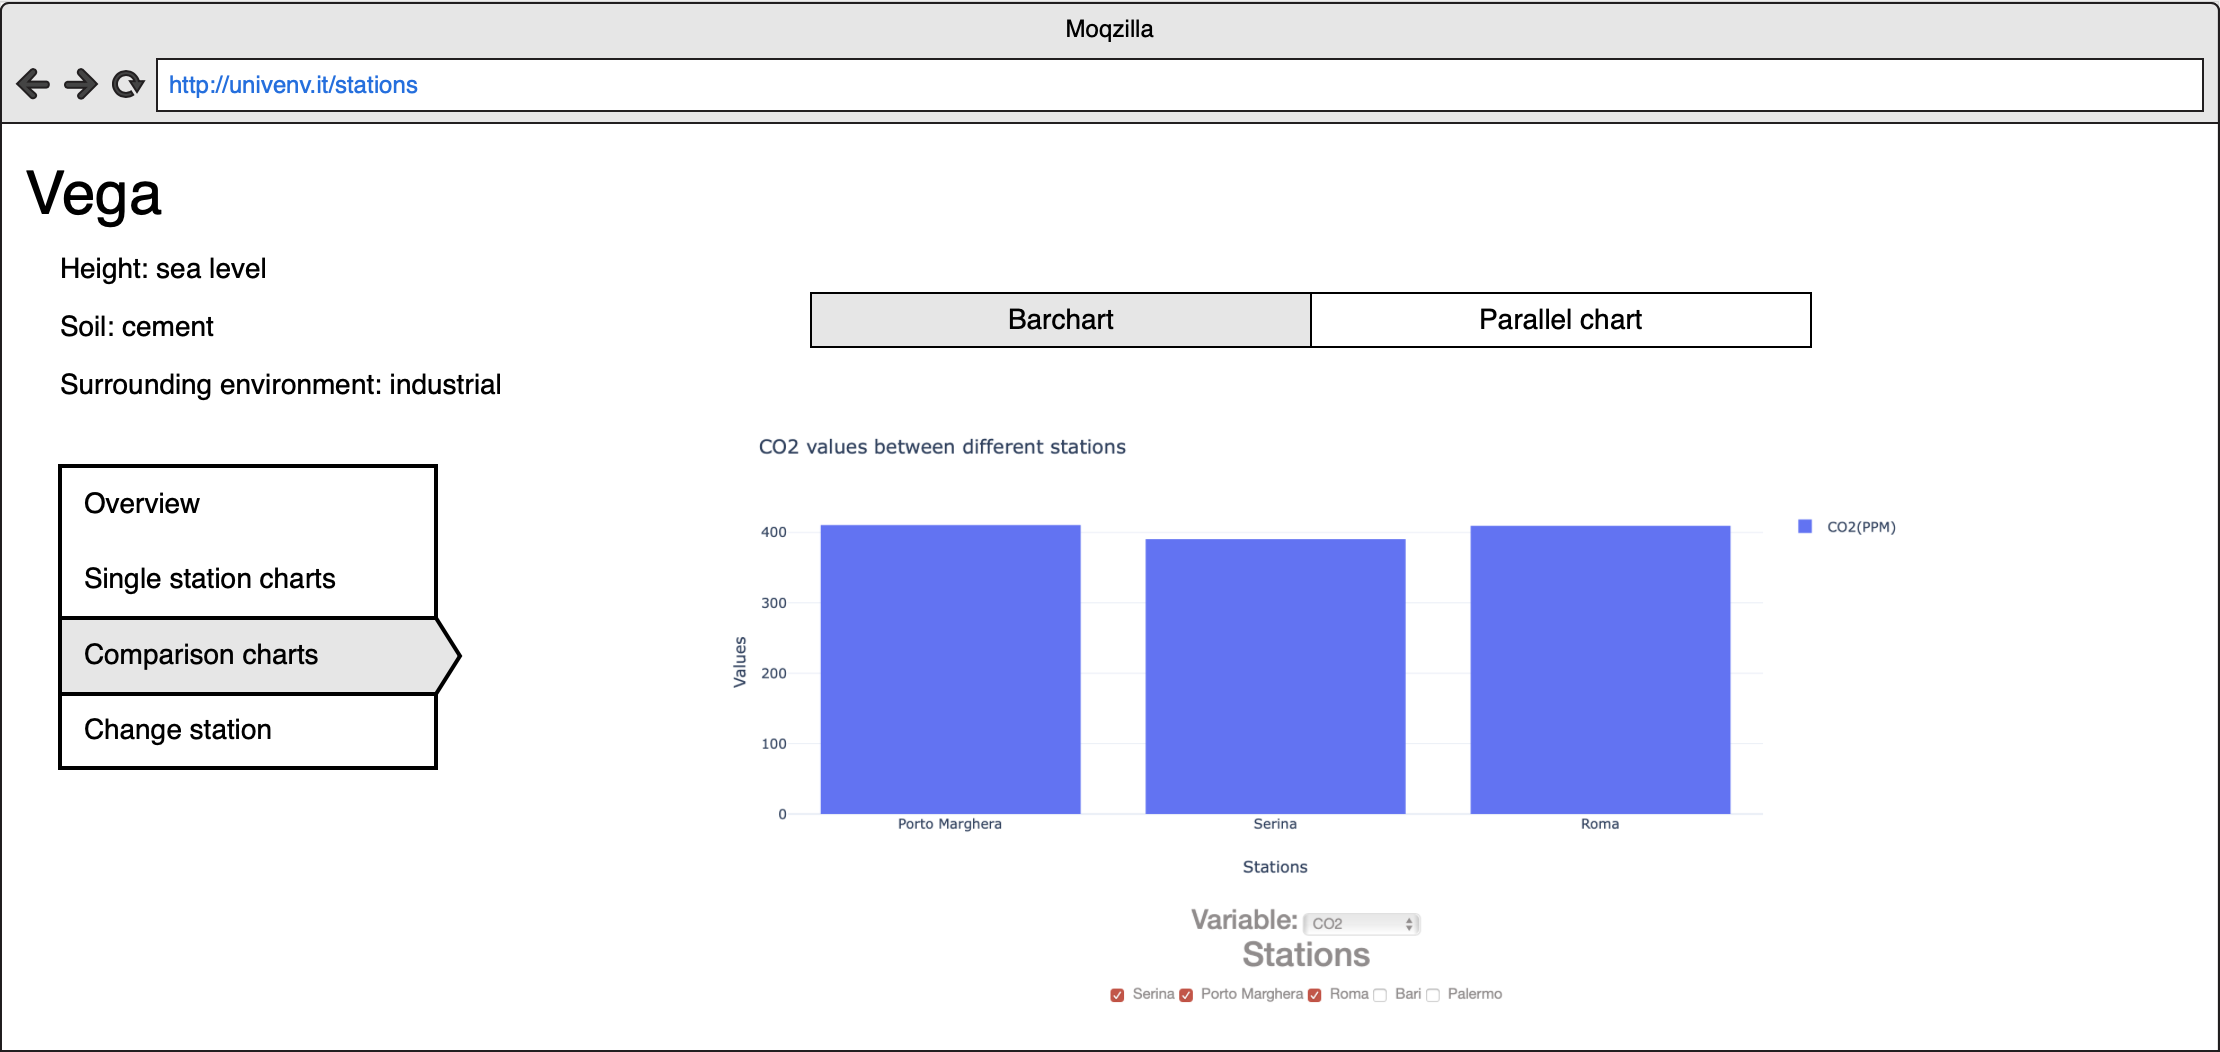 Moqzilla
http://univenv.it/stations
Vega
Height: sea level
Soil: cement
Surrounding environment: industrial
Overview
Single station charts
Comparison charts
Change station
Barchart Parallel chart
CO2 values between different stations
CO2(PPM)
400
300
200
100
0
Values
Porto Marghera Serina Roma
Stations
Variable: CO2
Stations
Serina Porto Marghera Roma Bari Palermo